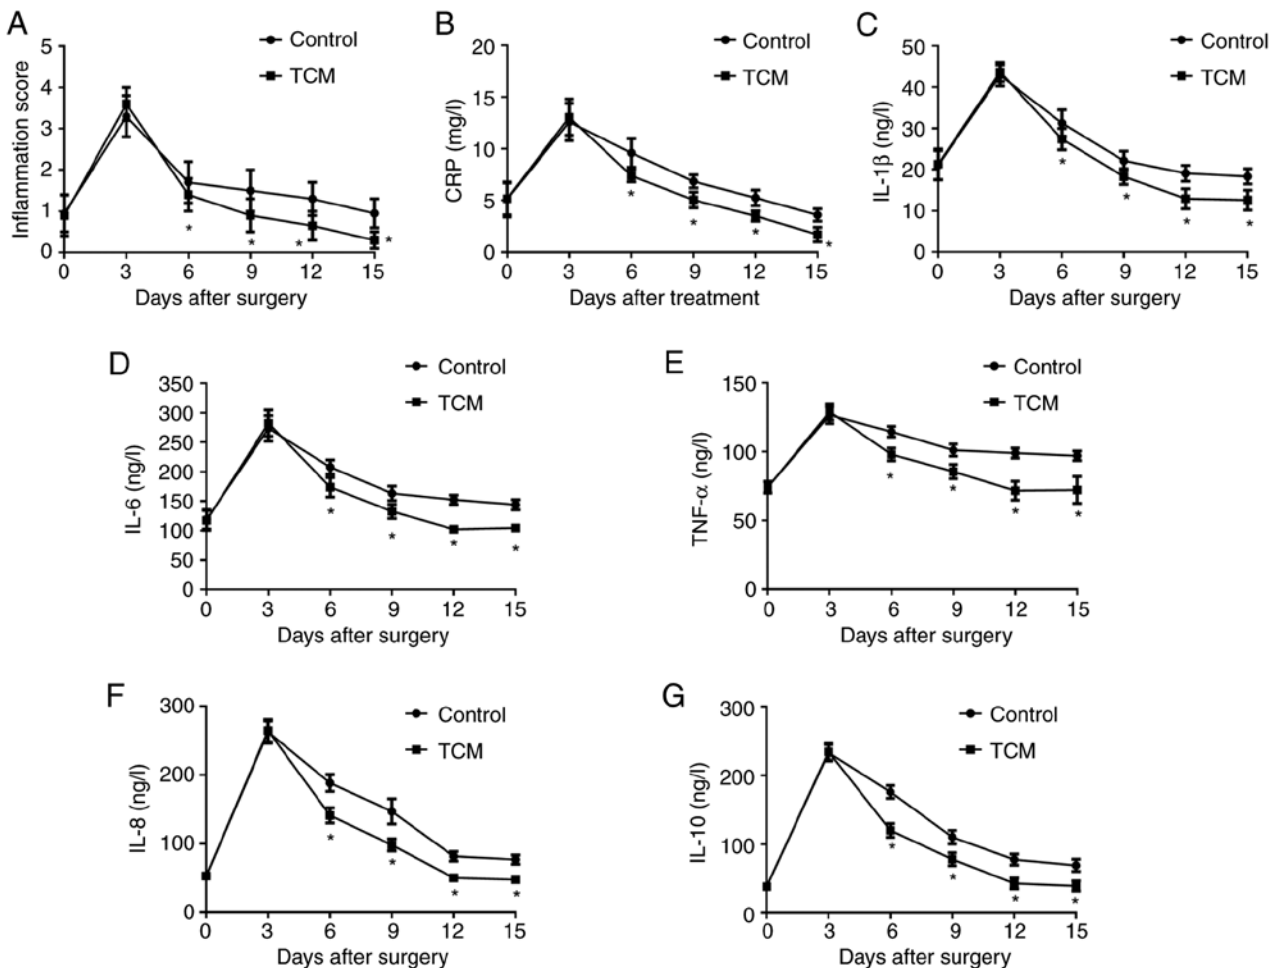 A
Control
TCM
Inflammation score
5
4
3
2
1
0
0 3 6 9 12 15
* * * *
Days after surgery
B
Control
TCM
CRP (mg/l)
20
15
10
5
0
0 3 6 9 12 15
* * * *
Days after treatment
C
Control
TCM
IL-1β (ng/l)
50
40
30
20
10
0
0 3 6 9 12 15
* * * *
Days after surgery
D
Control
TCM
IL-6 (ng/l)
350
300
250
200
150
100
50
0
0 3 6 9 12 15
* * * *
Days after surgery
E
Control
TCM
TNF-α (ng/l)
150
100
50
0
0 3 6 9 12 15
* * * *
Days after surgery
F
Control
TCM
IL-8 (ng/l)
300
200
100
0
0 3 6 9 12 15
* * * *
Days after surgery
G
Control
TCM
IL-10 (ng/l)
300
200
100
0
0 3 6 9 12 15
* * * *
Days after surgery